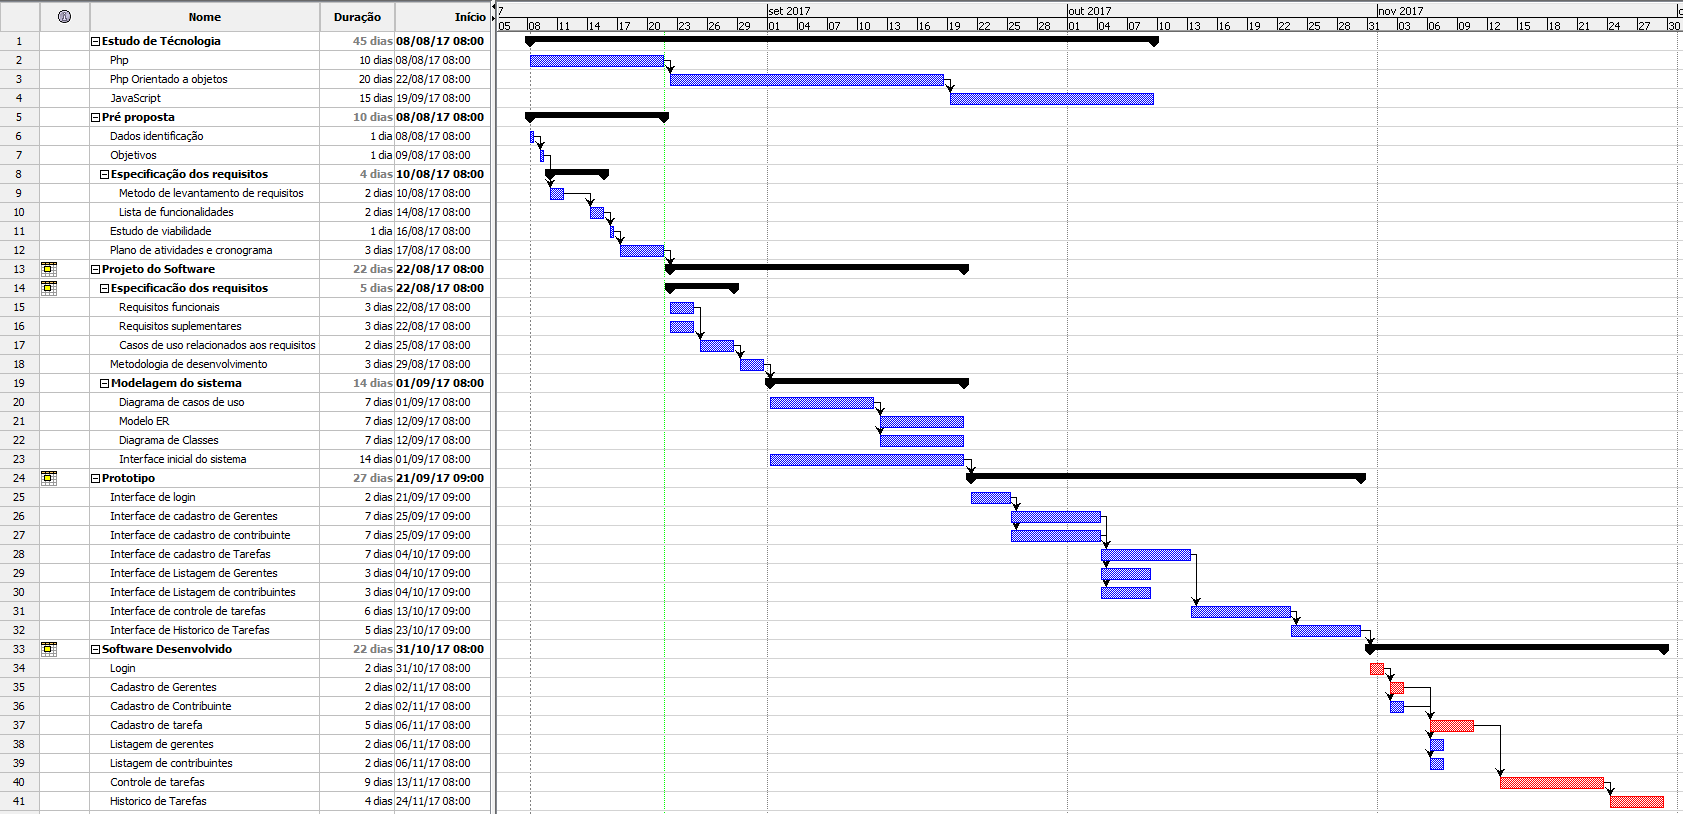 Nome Duração Início 7 set 2017 out 2017 nov 2017
05 08 11 14 17 20 23 26 29 01 04 07 10 13 16 19 22 25 28 01 04 07 10 13 16 19 22 25 28 31 03 06 09 12 15 18 21 24 27 30
1 Estudo de Técnologia 45 dias 08/08/17 08:00
2 Php 10 dias 08/08/17 08:00
3 Php Orientado a objetos 20 dias 22/08/17 08:00
4 JavaScript 15 dias 19/09/17 08:00
5 Pré proposta 10 dias 08/08/17 08:00
6 Dados identificação 1 dia 08/08/17 08:00
7 Objetivos 1 dia 09/08/17 08:00
8 Especificação dos requisitos 4 dias 10/08/17 08:00
9 Metodo de levantamento de requisitos 2 dias 10/08/17 08:00
10 Lista de funcionalidades 2 dias 14/08/17 08:00
11 Estudo de viabilidade 1 dia 16/08/17 08:00
12 Plano de atividades e cronograma 3 dias 17/08/17 08:00
13 Projeto do Software 22 dias 22/08/17 08:00
14 Especificacão dos requisitos 5 dias 22/08/17 08:00
15 Requisitos funcionais 3 dias 22/08/17 08:00
16 Requisitos suplementares 3 dias 22/08/17 08:00
17 Casos de uso relacionados aos requisitos 2 dias 25/08/17 08:00
18 Metodologia de desenvolvimento 3 dias 29/08/17 08:00
19 Modelagem do sistema 14 dias 01/09/17 08:00
20 Diagrama de casos de uso 7 dias 01/09/17 08:00
21 Modelo ER 7 dias 12/09/17 08:00
22 Diagrama de Classes 7 dias 12/09/17 08:00
23 Interface inicial do sistema 14 dias 01/09/17 08:00
24 Prototipo 27 dias 21/09/17 09:00
25 Interface de login 2 dias 21/09/17 09:00
26 Interface de cadastro de Gerentes 7 dias 25/09/17 09:00
27 Interface de cadastro de contribuinte 7 dias 25/09/17 09:00
28 Interface de cadastro de Tarefas 7 dias 04/10/17 09:00
29 Interface de Listagem de Gerentes 3 dias 04/10/17 09:00
30 Interface de Listagem de contribuintes 3 dias 04/10/17 09:00
31 Interface de controle de tarefas 6 dias 13/10/17 09:00
32 Interface de Historico de Tarefas 5 dias 23/10/17 09:00
33 Software Desenvolvido 22 dias 31/10/17 08:00
34 Login 2 dias 31/10/17 08:00
35 Cadastro de Gerentes 2 dias 02/11/17 08:00
36 Cadastro de Contribuinte 2 dias 02/11/17 08:00
37 Cadastro de tarefa 5 dias 06/11/17 08:00
38 Listagem de gerentes 2 dias 06/11/17 08:00
39 Listagem de contribuintes 2 dias 06/11/17 08:00
40 Controle de tarefas 9 dias 13/11/17 08:00
41 Historico de Tarefas 4 dias 24/11/17 08:00